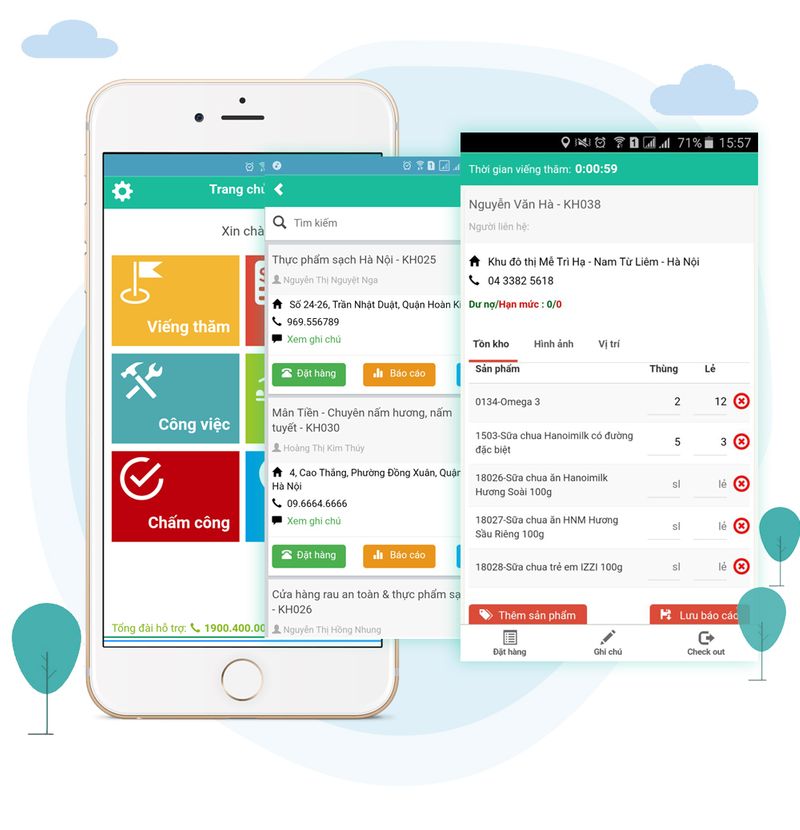 Trang chủ
Xin chà
Viếng thăm
Công việc
Chấm công
Tổng đài hỗ trợ: 1900.400.00
Tìm kiếm
Thực phẩm sạch Hà Nội - KH025
Nguyễn Thị Nguyệt Nga
Số 24-26, Trần Nhật Duật, Quận Hoàn Ki
969.556789
Xem ghi chú
Đặt hàng
Báo cáo
Mân Tiền - Chuyên nấm hương, nấm
tuyết - KH030
Hoàng Thị Kim Thúy
4, Cao Thắng, Phường Đồng Xuân, Quận
Hà Nội
09.6664.6666
Xem ghi chú
Đặt hàng
Báo cáo
Cửa hàng rau an toàn & thực phẩm sạ
- KH026
Nguyễn Thị Hồng Nhung
71% 15:57
Thời gian viếng thăm: 0:00:59
Nguyễn Văn Hà - KH038
Người liên hệ:
Khu đô thị Mễ Trì Hạ - Nam Từ Liêm - Hà Nội
04 3382 5618
Dư nợ/Hạn mức : 0/0
Tồn kho Hình ảnh Vị trí
Sản phẩm Thùng Lẻ
0134-Omega 3 2 12
1503-Sữa chua Hanoimilk có đường
đặc biệt 5 3
18026-Sữa chua ăn Hanoimilk
Hương Soài 100g sl lẻ
18027-Sữa chua ăn HNM Hương
Sầu Riêng 100g sl lẻ
18028-Sữa chua trẻ em IZZI 100g sl lẻ
Thêm sản phẩm Lưu báo cáo
Đặt hàng Ghi chú Check out